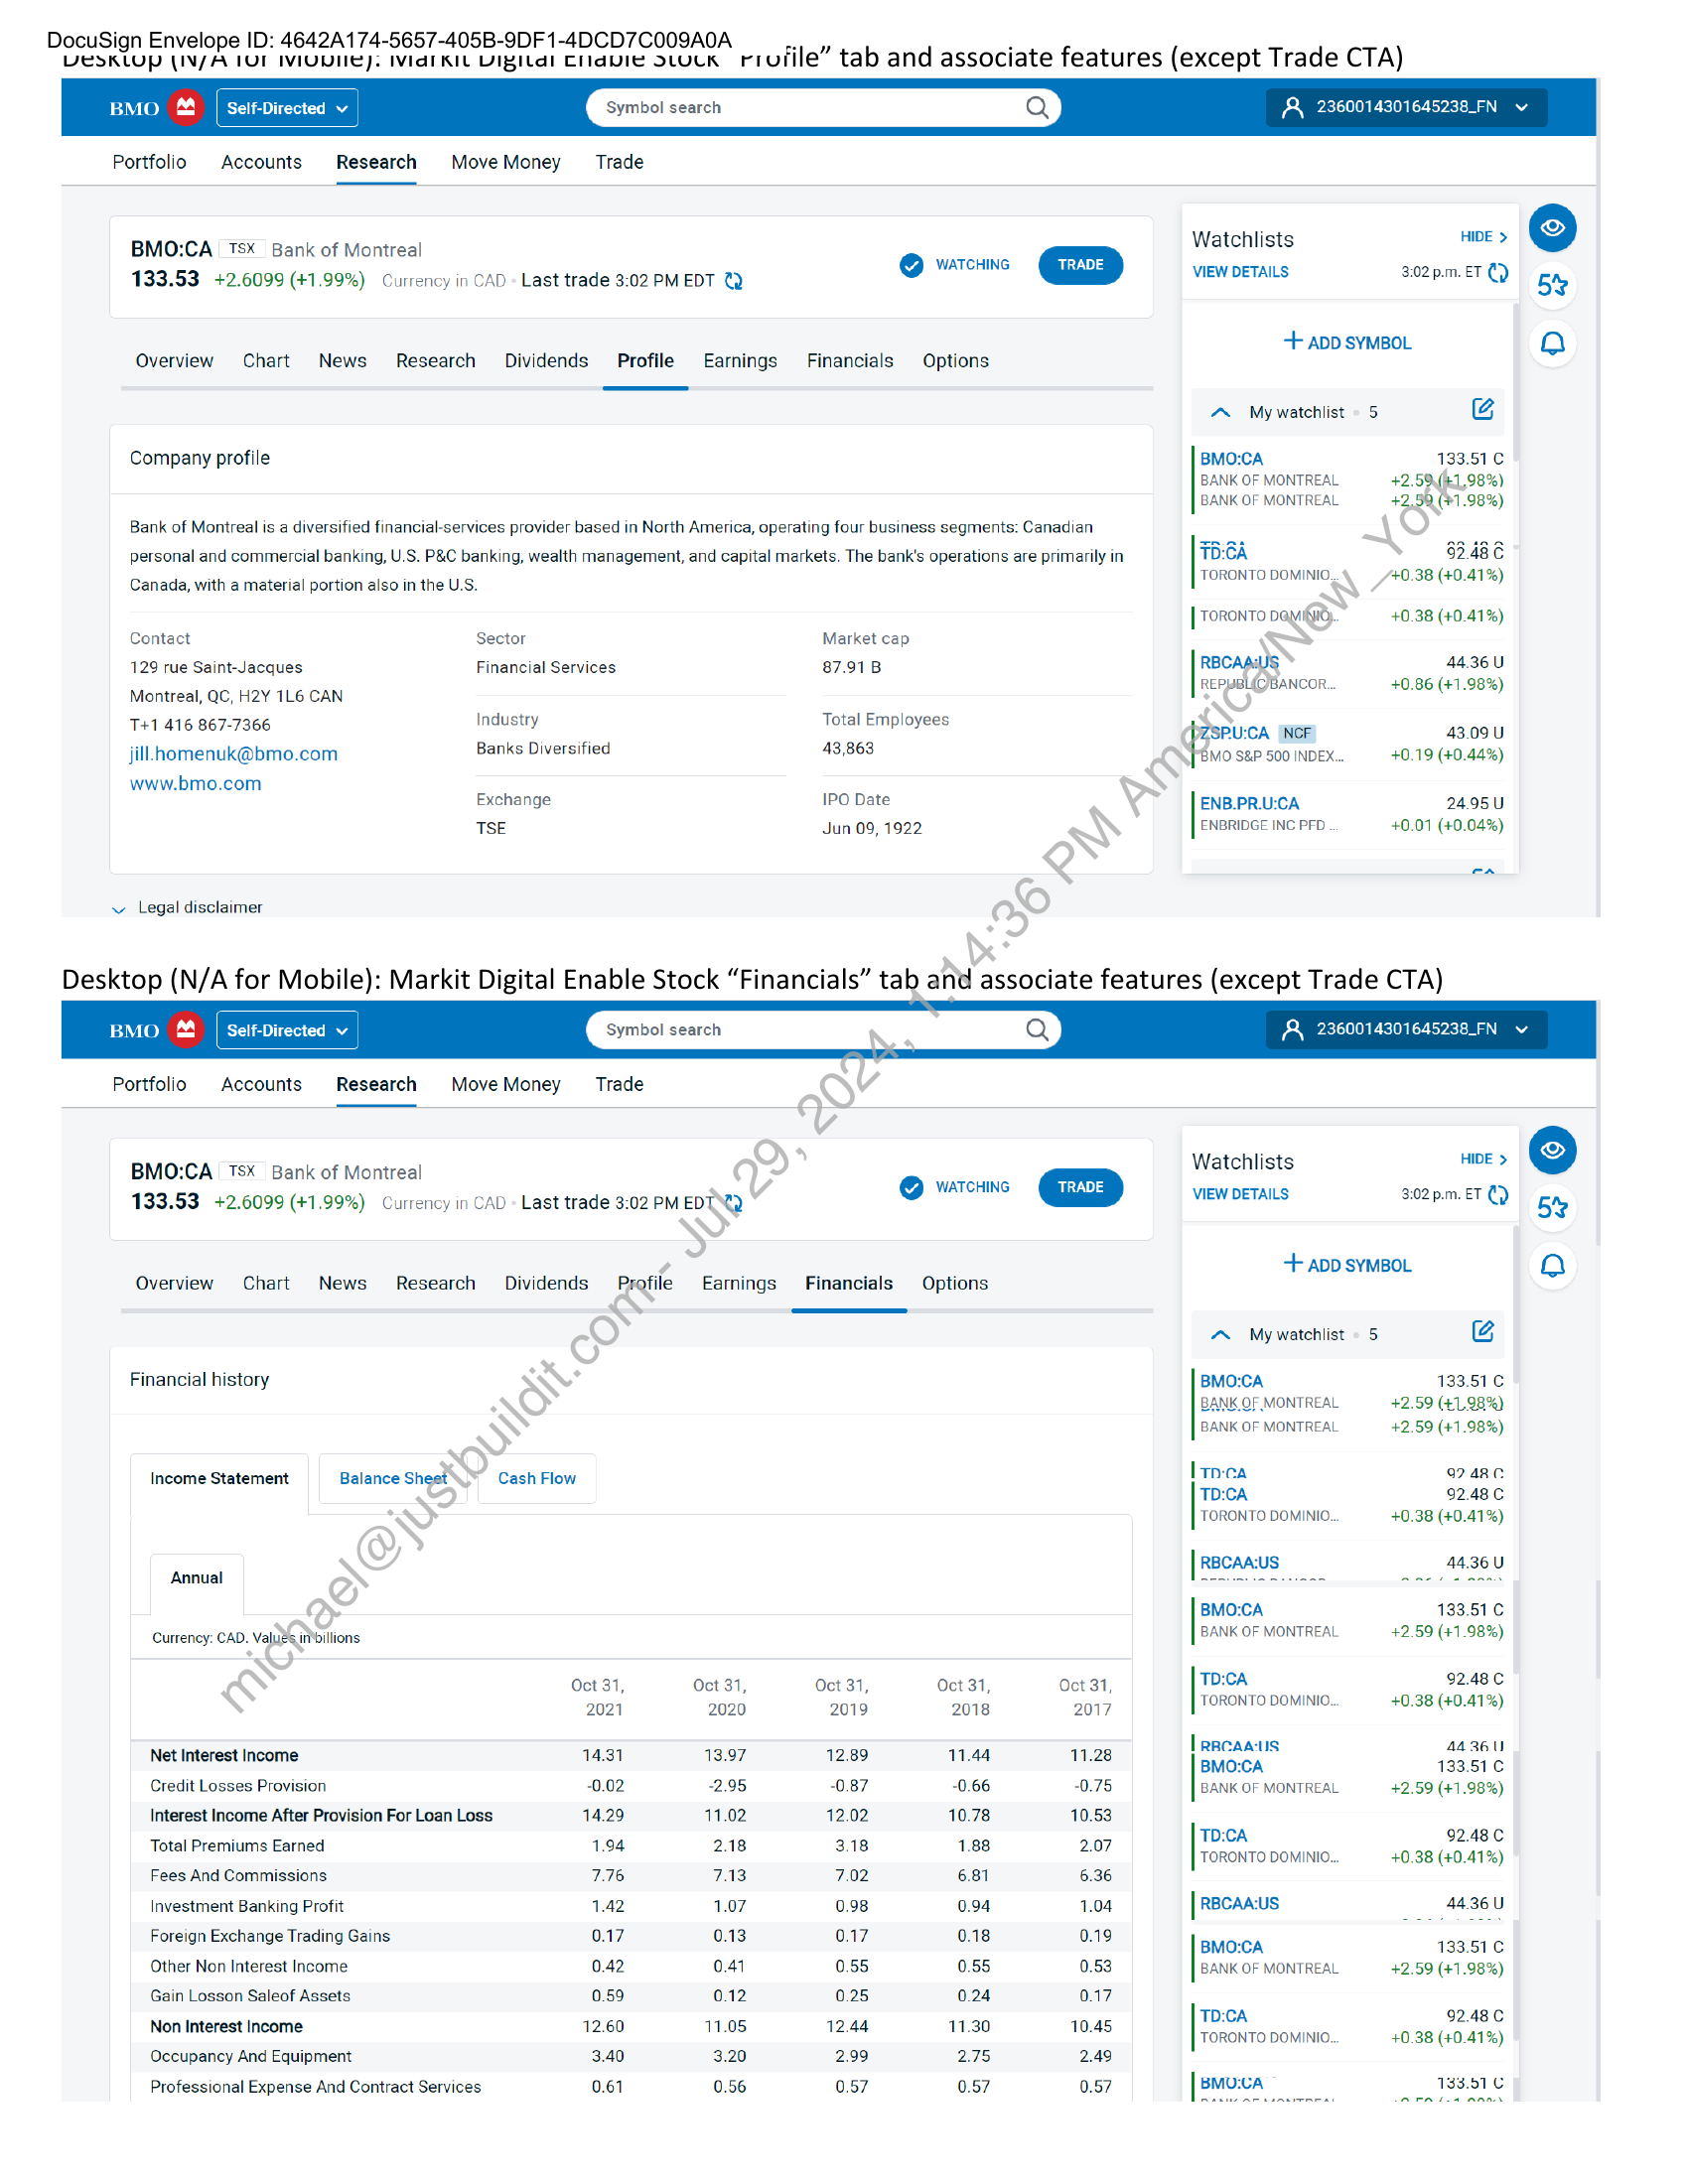 DocuSign Envelope ID: 4642A174-5657-405B-9DF1-4DCD7C009A0A
Desktop (N/A for Mobile): Markit Digital Enable Stock “Profile” tab and associate features (except Trade CTA)
BMO Self-Directed
Symbol search
2360014301645238_FN
Portfolio Accounts Research Move Money Trade
BMO:CA TSX Bank of Montreal
133.53 +2.6099 (+1.99%) Currency in CAD • Last trade 3:02 PM EDT
WATCHING TRADE
Overview Chart News Research Dividends Profile Earnings Financials Options
Company profile
Bank of Montreal is a diversified financial-services provider based in North America, operating four business segments: Canadian
personal and commercial banking, U.S. P&C banking, wealth management, and capital markets. The bank's operations are primarily in
Canada, with a material portion also in the U.S.
Contact
129 rue Saint-Jacques
Montreal, QC, H2Y 1L6 CAN
T+1 416 867-7366
jill.homenuk@bmo.com
www.bmo.com
Sector
Financial Services
Industry
Banks Diversified
Exchange
TSE
Market cap
87.91 B
Total Employees
43,863
IPO Date
Jun 09, 1922
Legal disclaimer
Watchlists HIDE >
VIEW DETAILS 3:02 p.m. ET
5
+ ADD SYMBOL
My watchlist • 5
BMO:CA 133.51 C
BANK OF MONTREAL +2.59 (+1.98%)
BANK OF MONTREAL +2.59 (+1.98%)
TD:CA 92.48 C
TORONTO DOMINIO... +0.38 (+0.41%)
TORONTO DOMINIO... +0.38 (+0.41%)
RBCAA:US 44.36 U
REPUBLIC BANCOR... +0.86 (+1.98%)
ZSP.U:CA NCF 43.09 U
BMO S&P 500 INDEX... +0.19 (+0.44%)
ENB.PR.U:CA 24.95 U
ENBRIDGE INC PFD ... +0.01 (+0.04%)
Desktop (N/A for Mobile): Markit Digital Enable Stock “Financials” tab and associate features (except Trade CTA)
BMO Self-Directed
Symbol search
2360014301645238_FN
Portfolio Accounts Research Move Money Trade
BMO:CA TSX Bank of Montreal
133.53 +2.6099 (+1.99%) Currency in CAD • Last trade 3:02 PM EDT
WATCHING TRADE
Overview Chart News Research Dividends Profile Earnings Financials Options
Financial history
Income Statement Balance Sheet Cash Flow
Annual
Currency: CAD. Values in billions
Oct 31, 2021 Oct 31, 2020 Oct 31, 2019 Oct 31, 2018 Oct 31, 2017
Net Interest Income 14.31 13.97 12.89 11.44 11.28
Credit Losses Provision -0.02 -2.95 -0.87 -0.66 -0.75
Interest Income After Provision For Loan Loss 14.29 11.02 12.02 10.78 10.53
Total Premiums Earned 1.94 2.18 3.18 1.88 2.07
Fees And Commissions 7.76 7.13 7.02 6.81 6.36
Investment Banking Profit 1.42 1.07 0.98 0.94 1.04
Foreign Exchange Trading Gains 0.17 0.13 0.17 0.18 0.19
Other Non Interest Income 0.42 0.41 0.55 0.55 0.53
Gain Losson Saleof Assets 0.59 0.12 0.25 0.24 0.17
Non Interest Income 12.60 11.05 12.44 11.30 10.45
Occupancy And Equipment 3.40 3.20 2.99 2.75 2.49
Professional Expense And Contract Services 0.61 0.56 0.57 0.57 0.57
Watchlists HIDE >
VIEW DETAILS 3:02 p.m. ET
5
+ ADD SYMBOL
My watchlist • 5
BMO:CA 133.51 C
BANK OF MONTREAL +2.59 (+1.98%)
BANK OF MONTREAL +2.59 (+1.98%)
TD:CA 92.48 C
TD:CA 92.48 C
TORONTO DOMINIO... +0.38 (+0.41%)
RBCAA:US 44.36 U
BMO:CA 133.51 C
BANK OF MONTREAL +2.59 (+1.98%)
TD:CA 92.48 C
TORONTO DOMINIO... +0.38 (+0.41%)
RBCAA:US 44.36 U
BMO:CA 133.51 C
BANK OF MONTREAL +2.59 (+1.98%)
TD:CA 92.48 C
TORONTO DOMINIO... +0.38 (+0.41%)
RBCAA:US 44.36 U
BMO:CA 133.51 C
BANK OF MONTREAL +2.59 (+1.98%)
TD:CA 92.48 C
TORONTO DOMINIO... +0.38 (+0.41%)
BMO:CA 133.51 C
michael@justbuildit.com - Jul 29, 2024, 1:14:36 PM America/New_York